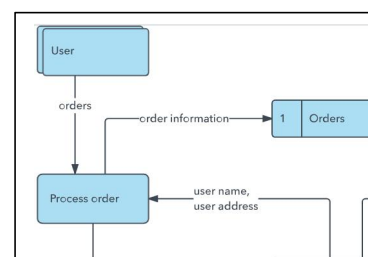 User
orders
order information
1 Orders
Process order
user name,
user address